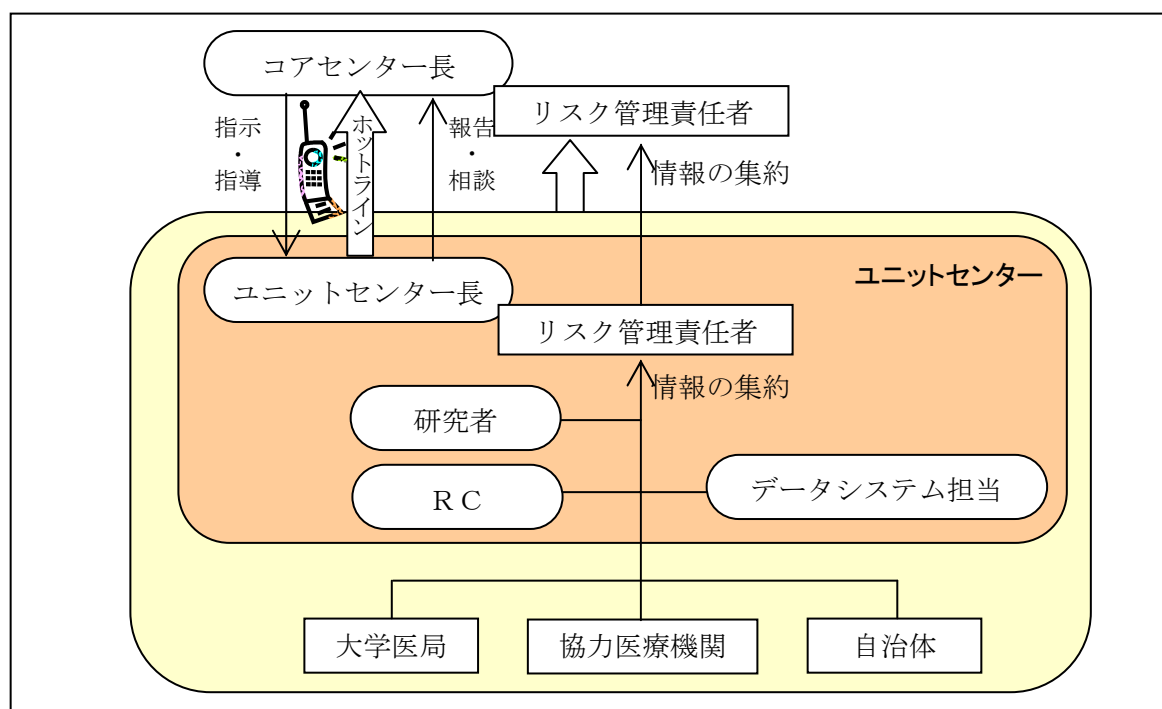 コアセンター長
リスク管理責任者
指示
・
指導
ホットライン
報告
・
相談
情報の集約
ユニットセンター
ユニットセンター長
リスク管理責任者
情報の集約
研究者
ＲＣ
データシステム担当
大学医局
協力医療機関
自治体